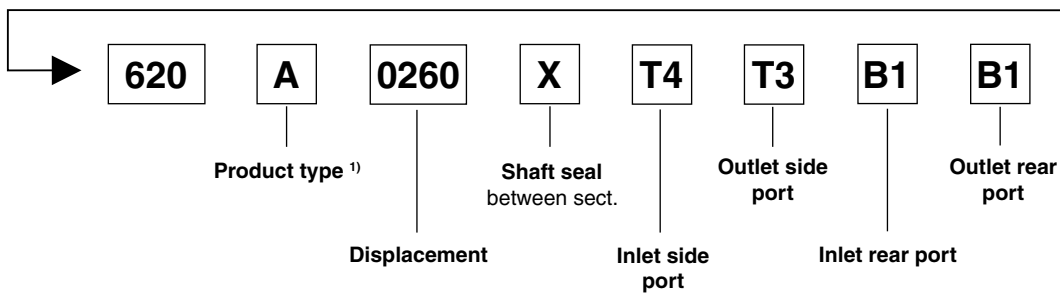 620 A 0260 X T4 T3 B1 B1
Product type 1)
Displacement
Shaft seal
between sect.
Inlet side
port
Outlet side
port
Inlet rear port
Outlet rear
port